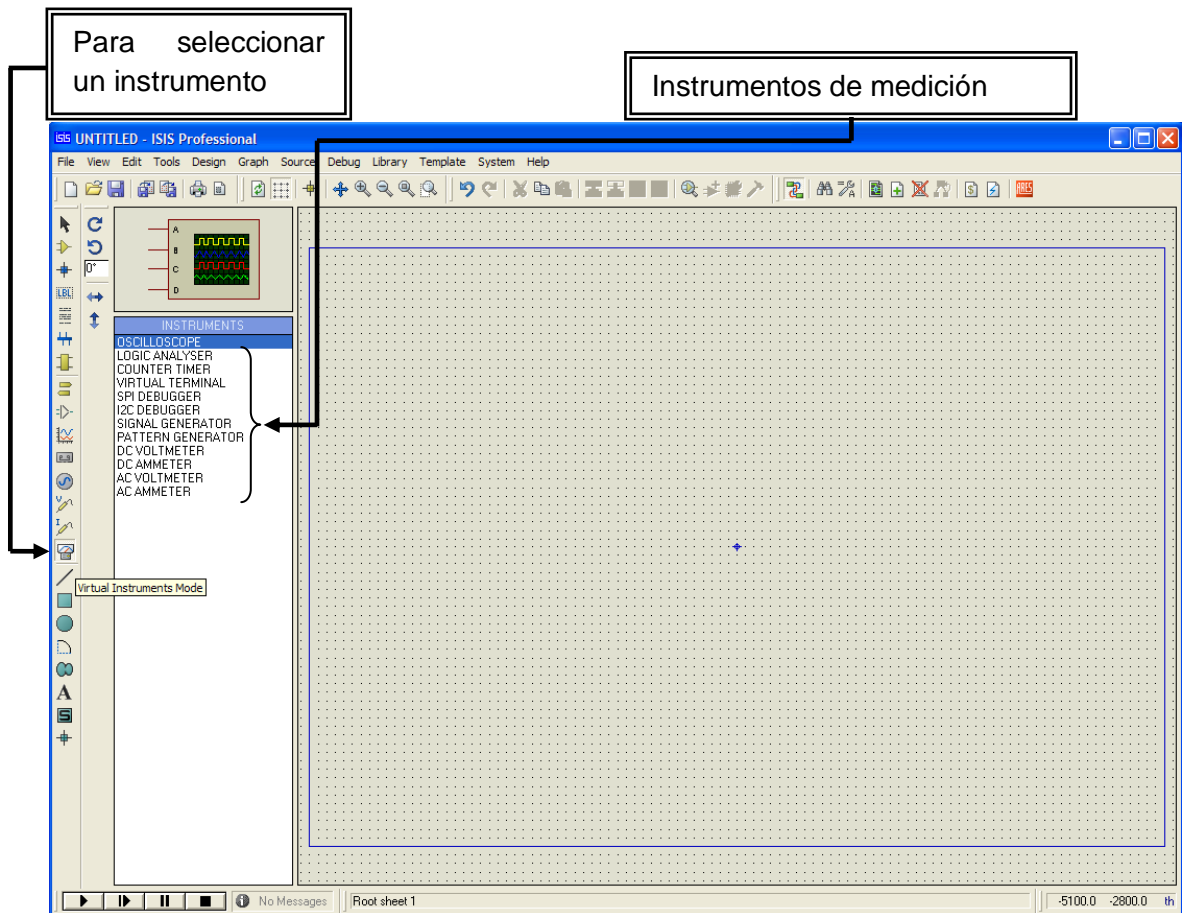 Para seleccionar
un instrumento
Instrumentos de medición
isis UNTITLED - ISIS Professional
File View Edit Tools Design Graph Source Debug Library Template System Help
ARES
A
B
C
D
0°
LBL
INSTRUMENTS
OSCILLOSCOPE
LOGIC ANALYSER
COUNTER TIMER
VIRTUAL TERMINAL
SPI DEBUGGER
I2C DEBUGGER
SIGNAL GENERATOR
PATTERN GENERATOR
DC VOLTMETER
DC AMMETER
AC VOLTMETER
AC AMMETER
V
I
Virtual Instruments Mode
A
S
No Messages
Root sheet 1
-5100.0 -2800.0 th